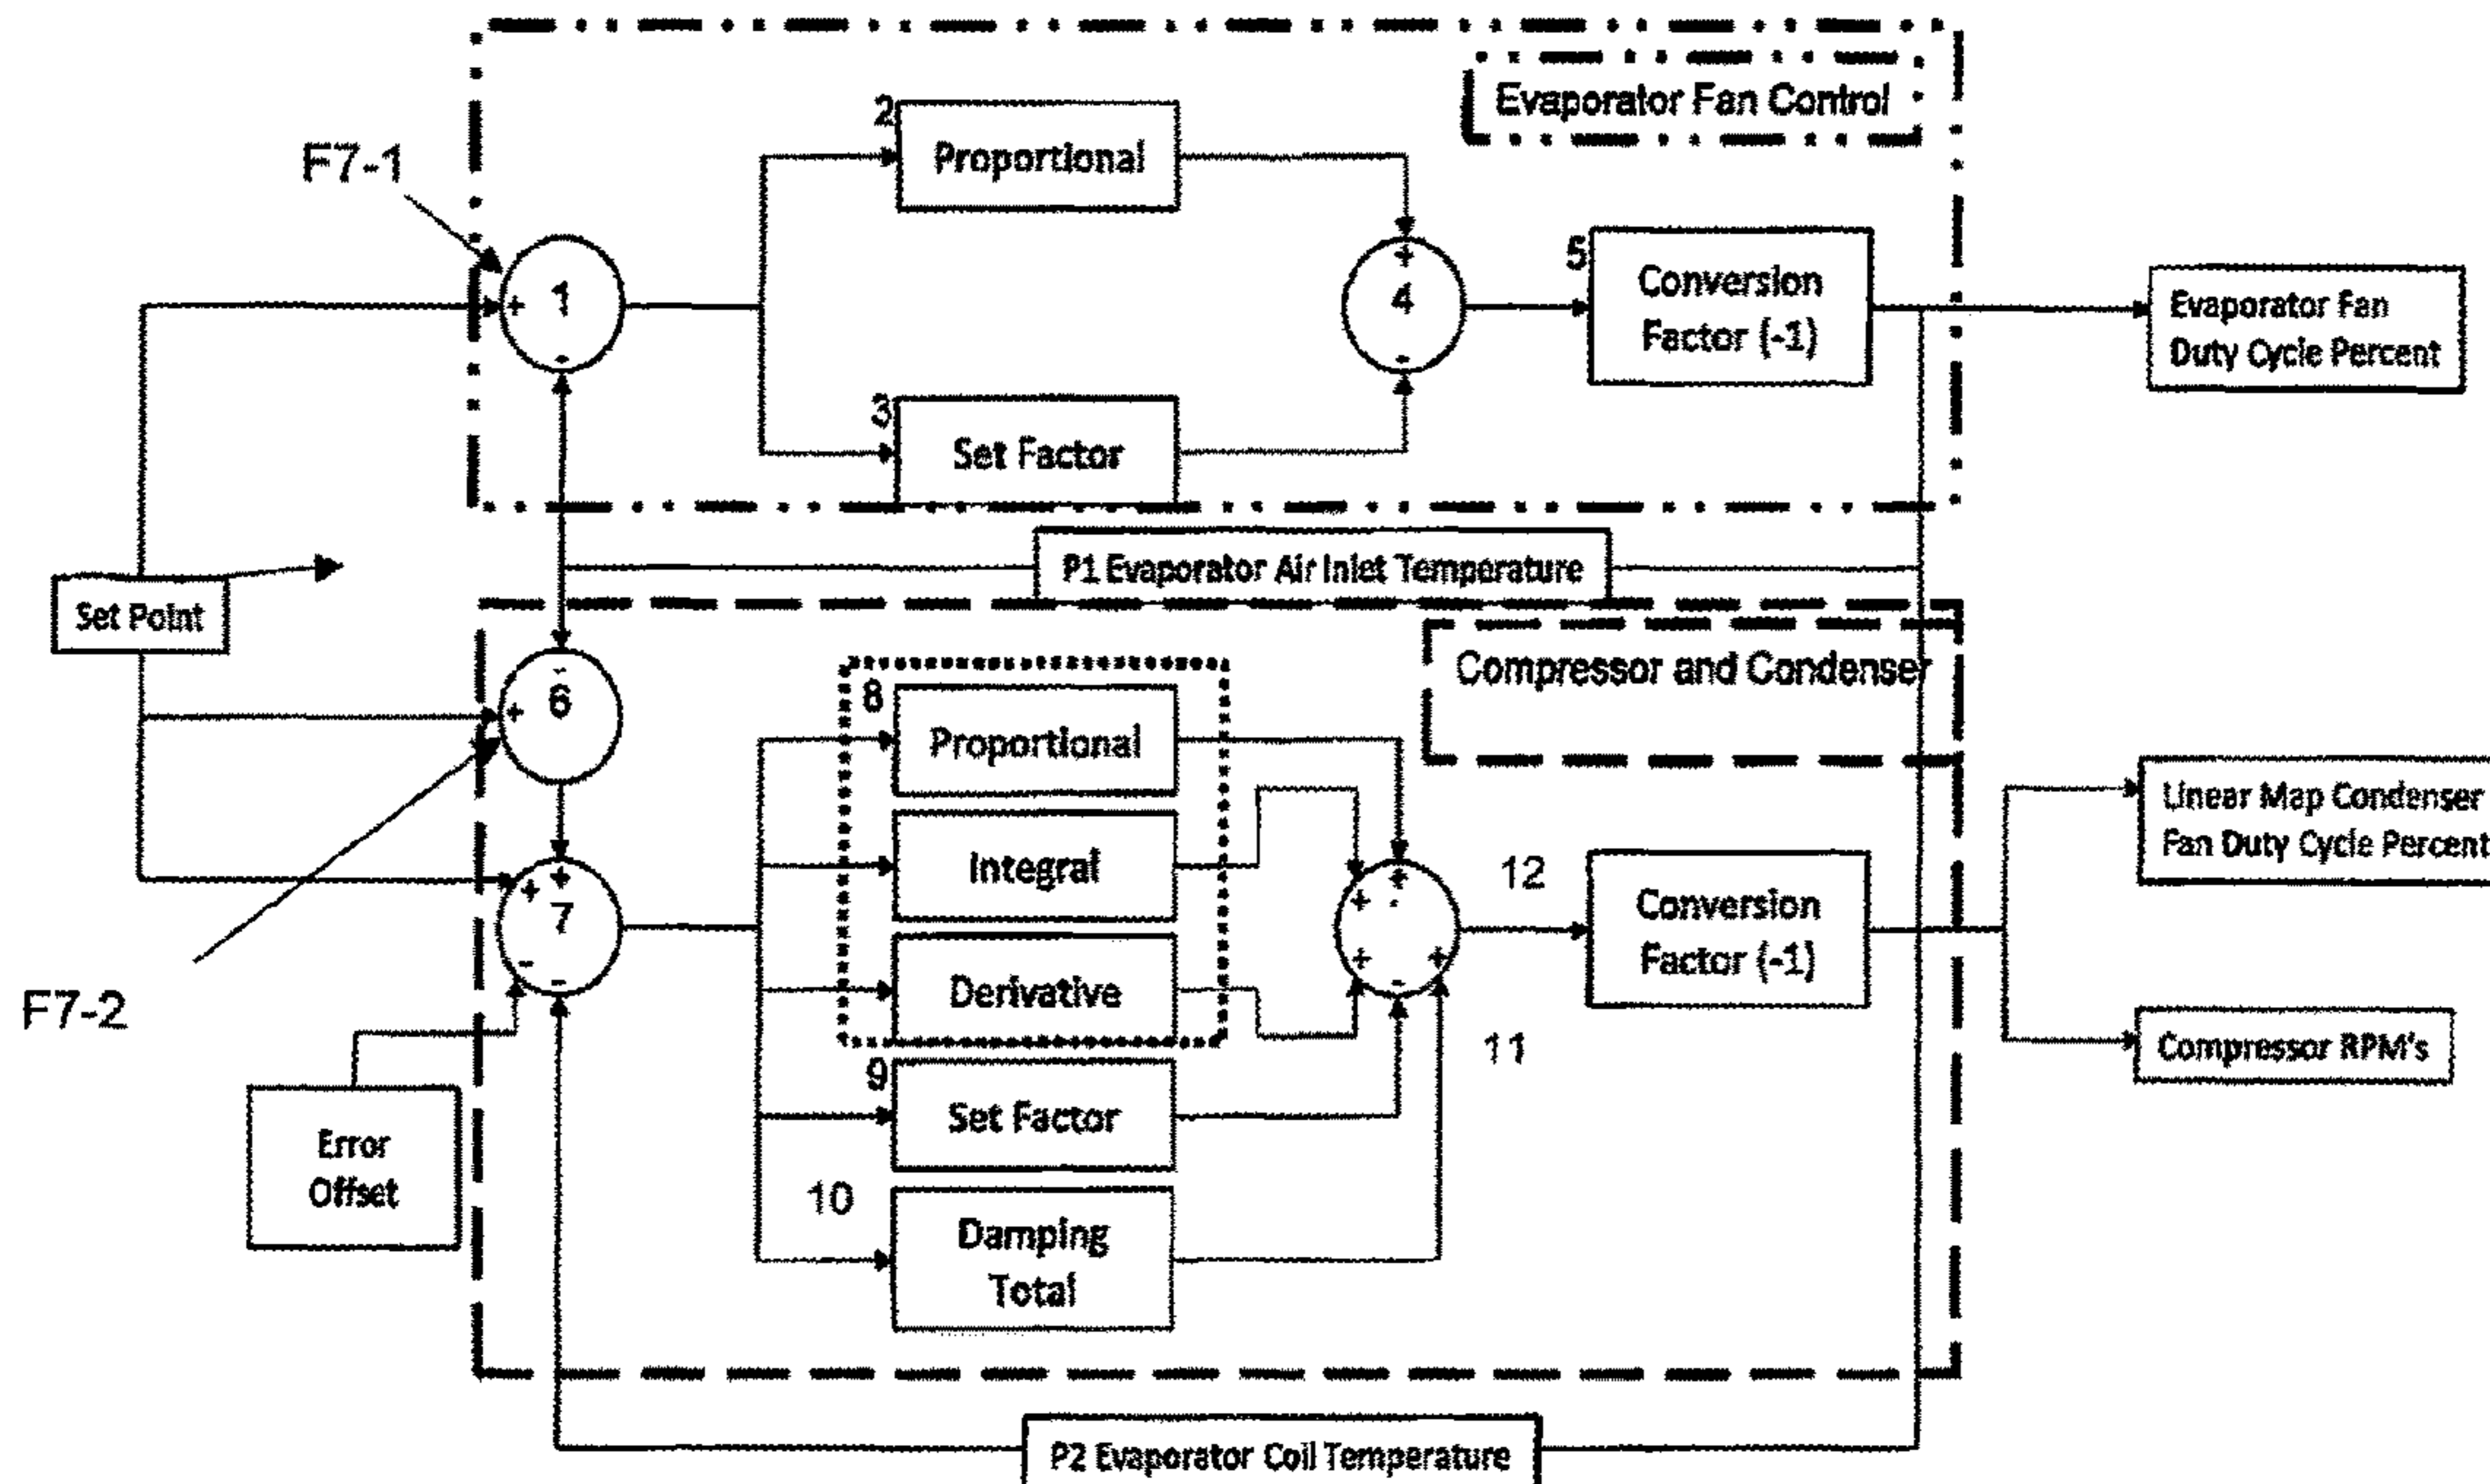 Evaporator Fan Control
2
Proportional
F7-1
+
1
-
+
4
-
5
Conversion
Factor (-1)
Evaporator Fan
Duty Cycle Percent
3
Set Factor
P1 Evaporator Air Inlet Temperature
Set Point
Compressor and Condenser
-
6
+
8
Proportional
Integral
Derivative
+
+
7
-
-
+
+
-
+
-
+
12
Conversion
Factor (-1)
Linear Map Condenser
Fan Duty Cycle Percent
Compressor RPM's
F7-2
11
9
Set Factor
Error
Offset
10
Damping
Total
P2 Evaporator Coil Temperature